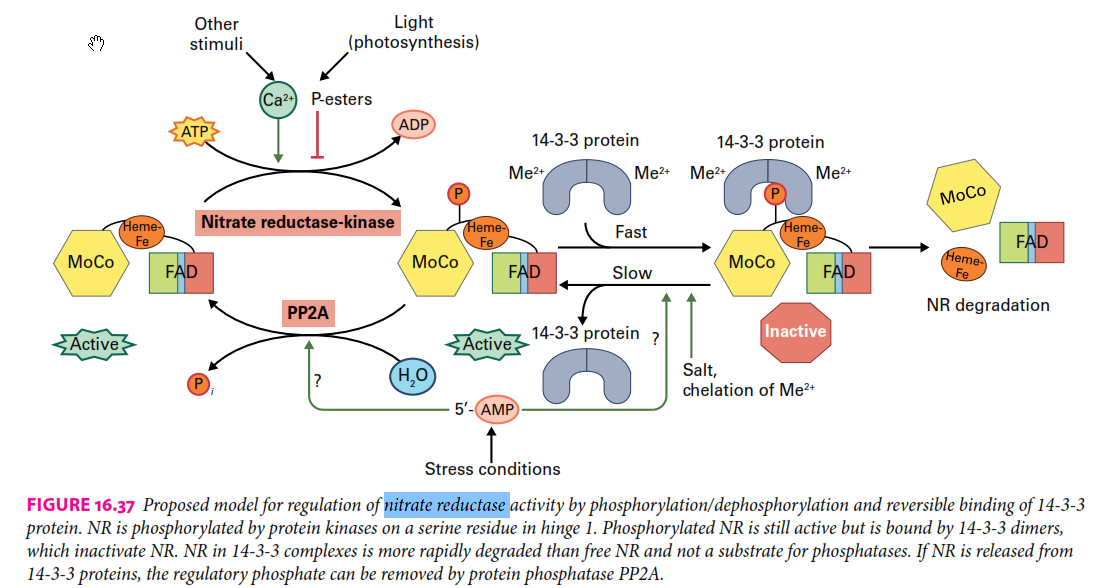 Other
stimuli
Light
(photosynthesis)
Ca2+
P-esters
ATP
ADP
Nitrate reductase-kinase
MoCo
Heme-
Fe
FAD
Active
P
MoCo
Heme-
Fe
FAD
Active
PP2A
Pi
H2O
?
5′-AMP
Stress conditions
14-3-3 protein
Me2+
Me2+
Fast
Slow
14-3-3 protein
?
Salt,
chelation of Me2+
14-3-3 protein
Me2+
Me2+
P
MoCo
Heme-
Fe
FAD
Inactive
MoCo
Heme-
Fe
FAD
NR degradation
FIGURE 16.37 Proposed model for regulation of nitrate reductase activity by phosphorylation/dephosphorylation and reversible binding of 14-3-3
protein. NR is phosphorylated by protein kinases on a serine residue in hinge 1. Phosphorylated NR is still active but is bound by 14-3-3 dimers,
which inactivate NR. NR in 14-3-3 complexes is more rapidly degraded than free NR and not a substrate for phosphatases. If NR is released from
14-3-3 proteins, the regulatory phosphate can be removed by protein phosphatase PP2A.